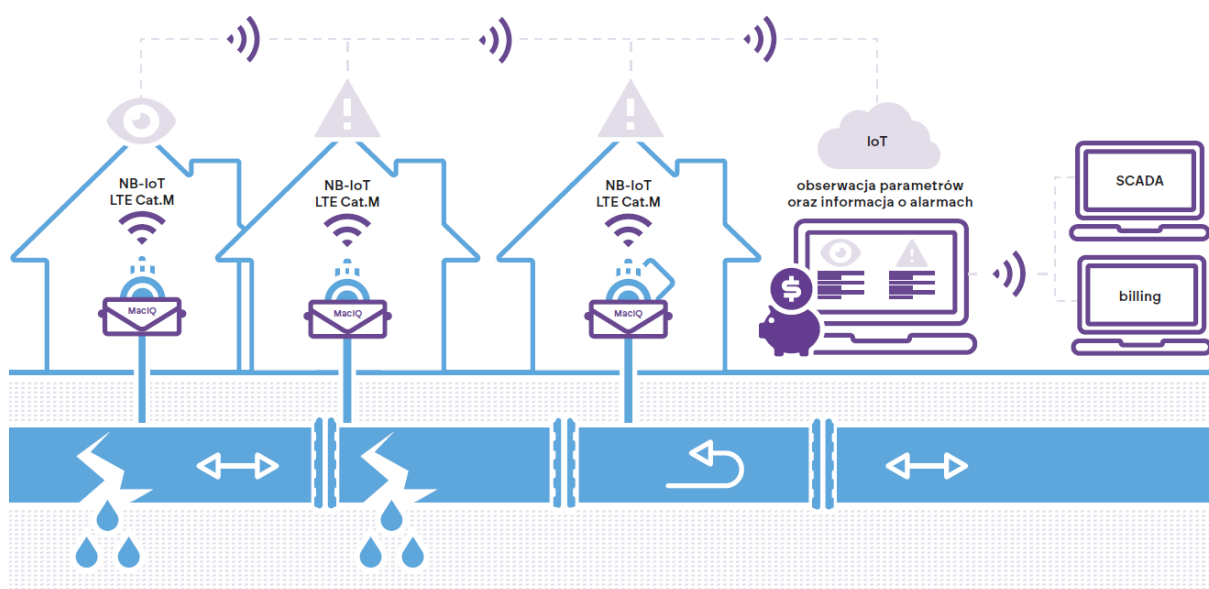 NB-IoT
LTE Cat.M
MacIQ
NB-IoT
LTE Cat.M
MacIQ
NB-IoT
LTE Cat.M
MacIQ
IoT
obserwacja parametrów
oraz informacja o alarmach
$
SCADA
billing